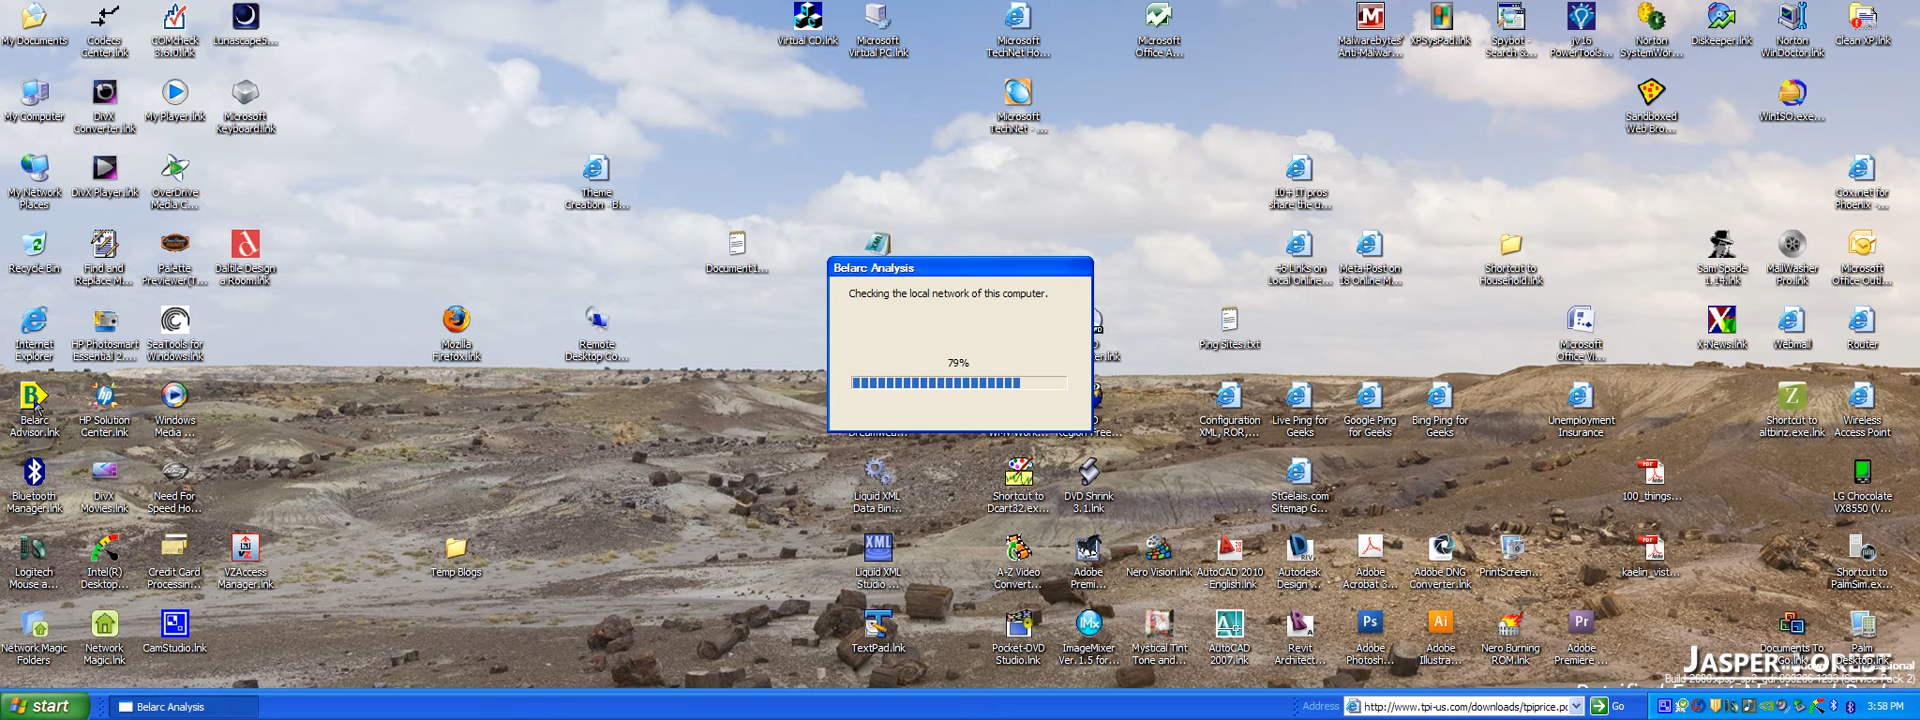 My Documents
Codecs
Center.lnk
COMcheck
3.6.0.lnk
Lunascape5...
Virtual CD.lnk
Microsoft
Virtual PC.lnk
Microsoft
TechNet Ho...
Microsoft
Office A...
Malwarebytes'
Anti-Malwar...
XPSysPad.lnk
Spybot -
Search &...
jv16
PowerTools...
Norton
SystemWor...
Diskeeper.lnk
Norton
WinDoctor.lnk
Clean XP.lnk
My Computer
DivX
Converter.lnk
My Player.lnk
Microsoft
Keyboard.lnk
Microsoft
TechNet - ...
Sandboxed
Web Bro...
WinISO.exe...
My Network
Places
DivX Player.lnk
OverDrive
Media C...
Theme
Creation - B...
10+ IT pros
share the u...
Cox.net for
Phoenix -...
Recycle Bin
Find and
Replace M...
Palette
Previewer(T...
Daltile Design
a Room.lnk
Document1...
46 Links on
Local Online...
Meta-Post on
18 Online M...
Shortcut to
Household.lnk
Sam Spade
1.14.lnk
MailWasher
Pro.lnk
Microsoft
Office Outl...
Belarc Analysis
Checking the local network of this computer.
79%
Internet
Explorer
HP Photosmart
Essential 2....
SeaTools for
Windows.lnk
Mozilla
Firefox.lnk
Remote
Desktop Co...
Ping Sites.txt
Microsoft
Office Vi...
X-News.lnk
Webmail
Router
Belarc
Advisor.lnk
HP Solution
Center.lnk
Windows
Media ...
Configuration
XML, ROR,...
Live Ping for
Geeks
Google Ping
for Geeks
Bing Ping for
Geeks
Unemployment
Insurance
Shortcut to
altbinz.exe.lnk
Wireless
Access Point
Bluetooth
Manager.lnk
DivX
Movies.lnk
Need For
Speed Ho...
Liquid XML
Data Bin...
Shortcut to
Dcart32.ex...
DVD Shrink
3.1.lnk
StGelais.com
Sitemap G...
100_things...
LG Chocolate
VX8550 (V...
Logitech
Mouse a...
Intel(R)
Desktop...
Credit Card
Processin...
VZAccess
Manager.lnk
Temp Blogs
XML
Liquid XML
Studio ...
A-Z Video
Convert...
Adobe
Premi...
Nero Vision.lnk
AutoCAD 2010
- English.lnk
Autodesk
Design ...
Adobe
Acrobat 3...
Adobe DNG
Converter.lnk
PrintScreen...
kaelin_vist...
Shortcut to
PalmSim.ex...
Network Magic
Folders
Network
Magic.lnk
CamStudio.lnk
TextPad.lnk
Pocket-DVD
Studio.lnk
ImageMixer
Ver. 1.5 for...
Mystical Tint
Tone and...
AutoCAD
2007.lnk
Revit
Architect...
Ps
Adobe
Photosh...
Ai
Adobe
Illustra...
Nero Burning
ROM.lnk
Pr
Adobe
Premiere ...
Documents To
Go.lnk
Palm
Desktop.lnk
JASPER FOREST
start
Belarc Analysis
Address
http://www.tpi-us.com/downloads/tpiprice.pd
Go
3:58 PM